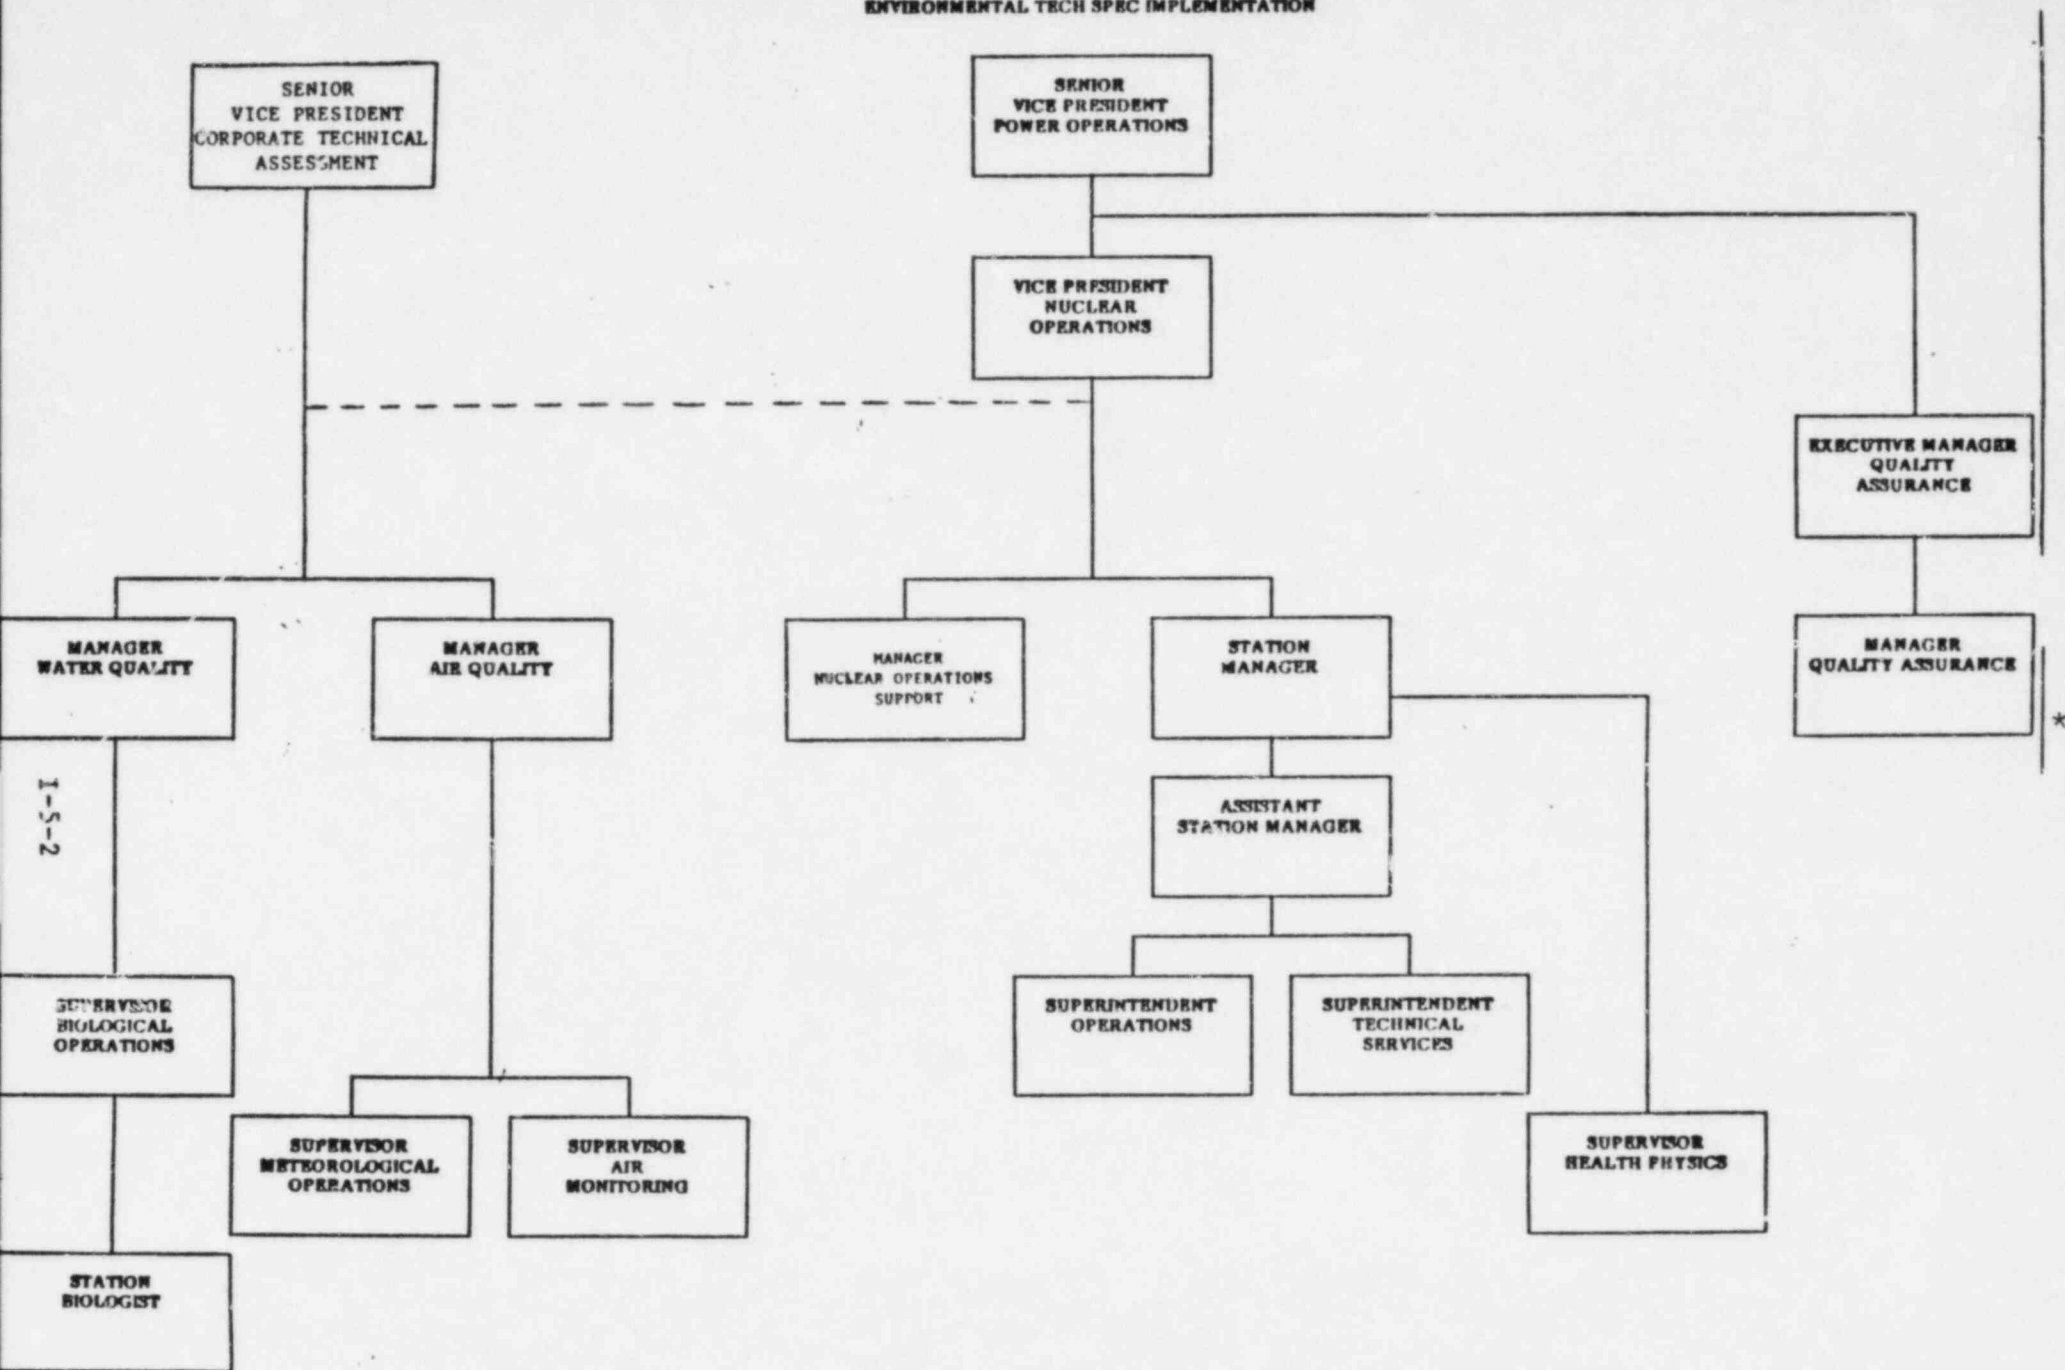 ENVIRONMENTAL TECH SPEC IMPLEMENTATION
SENIOR
VICE PRESIDENT
CORPORATE TECHNICAL
ASSESSMENT
SENIOR
VICE PRESIDENT
POWER OPERATIONS
VICE PRESIDENT
NUCLEAR
OPERATIONS
EXECUTIVE MANAGER
QUALITY
ASSURANCE
MANAGER
WATER QUALITY
MANAGER
AIR QUALITY
MANAGER
NUCLEAR OPERATIONS
SUPPORT
STATION
MANAGER
MANAGER
QUALITY ASSURANCE
*
I-5-2
ASSISTANT
STATION MANAGER
SUPERVISOR
BIOLOGICAL
OPERATIONS
SUPERINTENDENT
OPERATIONS
SUPERINTENDENT
TECHNICAL
SERVICES
SUPERVISOR
METEOROLOGICAL
OPERATIONS
SUPERVISOR
AIR
MONITORING
SUPERVISOR
HEALTH PHYSICS
STATION
BIOLOGIST